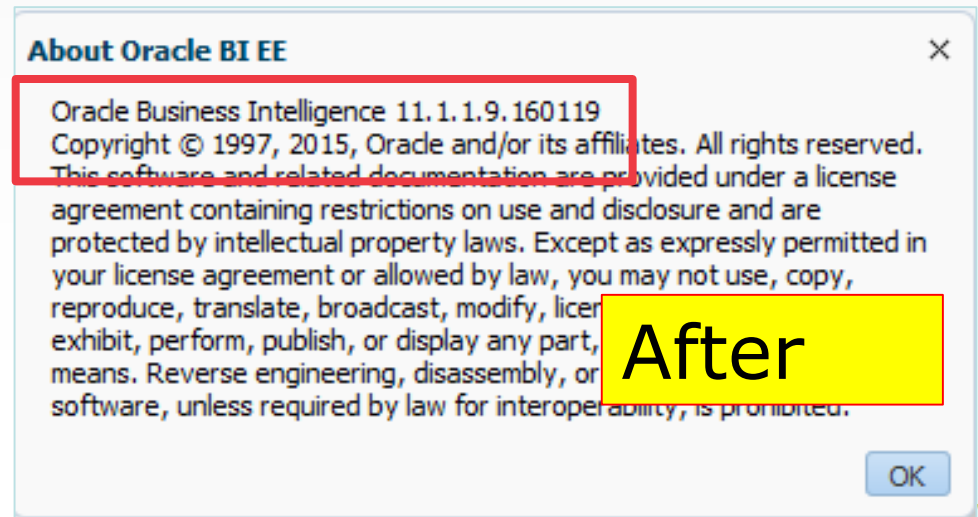 About Oracle BI EE
Oracle Business Intelligence 11.1.1.9.160119
Copyright © 1997, 2015, Oracle and/or its affiliates. All rights reserved.
This software and related documentation are provided under a license
agreement containing restrictions on use and disclosure and are
protected by intellectual property laws. Except as expressly permitted in
your license agreement or allowed by law, you may not use, copy,
reproduce, translate, broadcast, modify,
exhibit, perform, publish, or display any part,
means. Reverse engineering, disassembly, or
software, unless required by law for interoperability, is prohibited.
After
OK